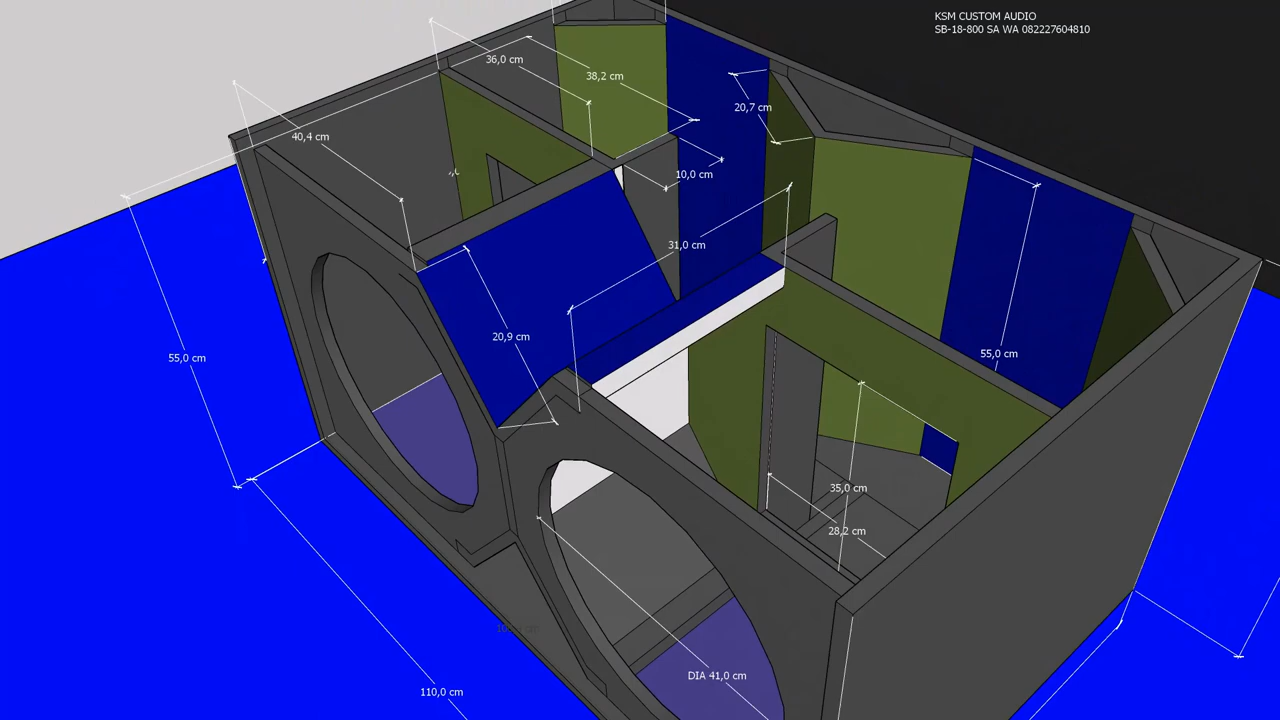 KSM CUSTOM AUDIO
SB-18-800 SA WA 082227604810
36,0 cm
38,2 cm
20,7 cm
40,4 cm
10,0 cm
31,0 cm
20,9 cm
55,0 cm
55,0 cm
35,0 cm
28,2 cm
DIA 41,0 cm
110,0 cm